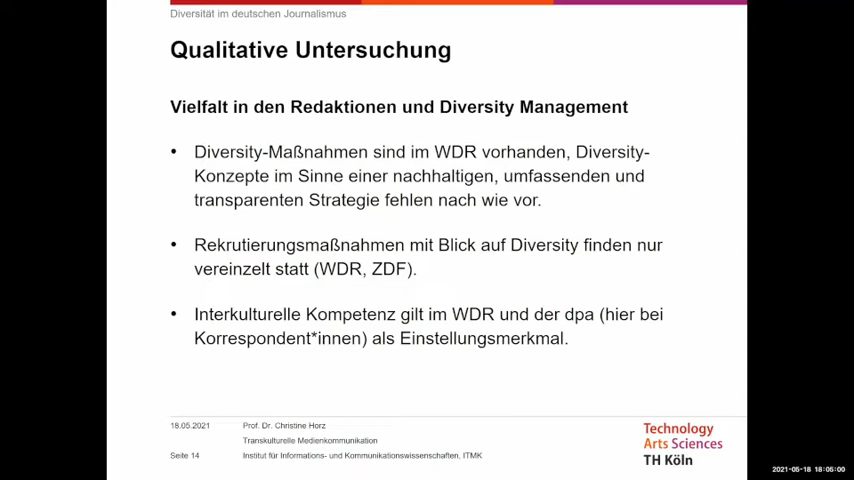 Diversität im deutschen Journalismus
Qualitative Untersuchung
Vielfalt in den Redaktionen und Diversity Management
• Diversity-Maßnahmen sind im WDR vorhanden, Diversity-
Konzepte im Sinne einer nachhaltigen, umfassenden und
transparenten Strategie fehlen nach wie vor.
• Rekrutierungsmaßnahmen mit Blick auf Diversity finden nur
vereinzelt statt (WDR, ZDF).
• Interkulturelle Kompetenz gilt im WDR und der dpa (hier bei
Korrespondent*innen) als Einstellungsmerkmal.
18.05.2021 Prof. Dr. Christine Horz
Transkulturelle Medienkommunikation
Seite 14 Institut für Informations- und Kommunikationswissenschaften, ITMK
Technology
Arts Sciences
TH Köln
2021-05-18 18:05:00